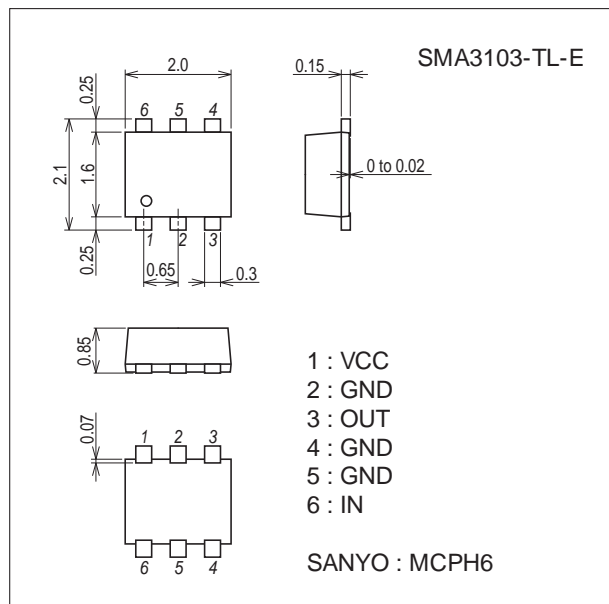 SMA3103-TL-E
2.0
0.15
0.25
6 5 4
2.1
1.6
0 to 0.02
0.25
1 2 3
0.65
0.3
0.85
0.07
1 2 3
6 5 4
1 : VCC
2 : GND
3 : OUT
4 : GND
5 : GND
6 : IN
SANYO : MCPH6